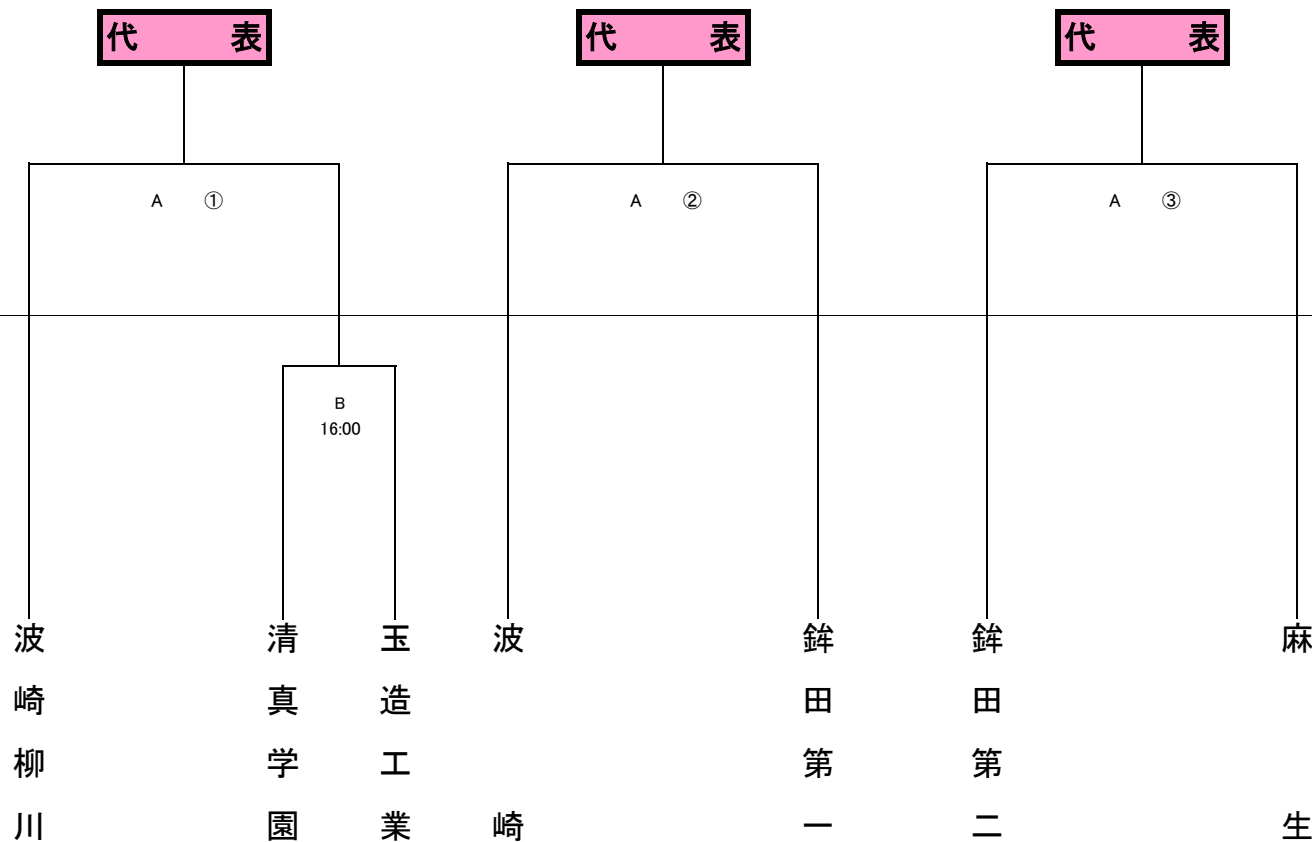 代 表
代 表
代 表
A ①
A ②
A ③
B
16:00
波崎柳川
清真学園
玉造工業
波崎
鉾田第一
鉾田第二
麻生